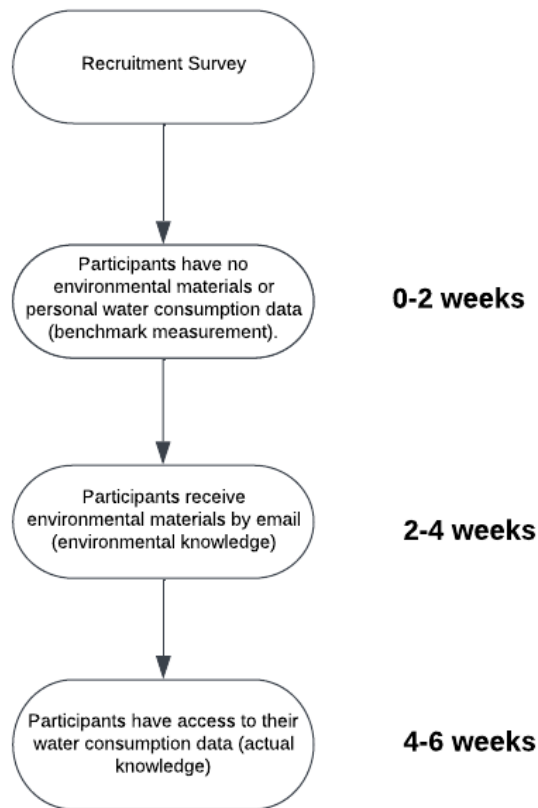 Recruitment Survey
Participants have no
environmental materials or
personal water consumption data
(benchmark measurement).
0-2 weeks
Participants receive
environmental materials by email
(environmental knowledge)
2-4 weeks
Participants have access to their
water consumption data (actual
knowledge)
4-6 weeks